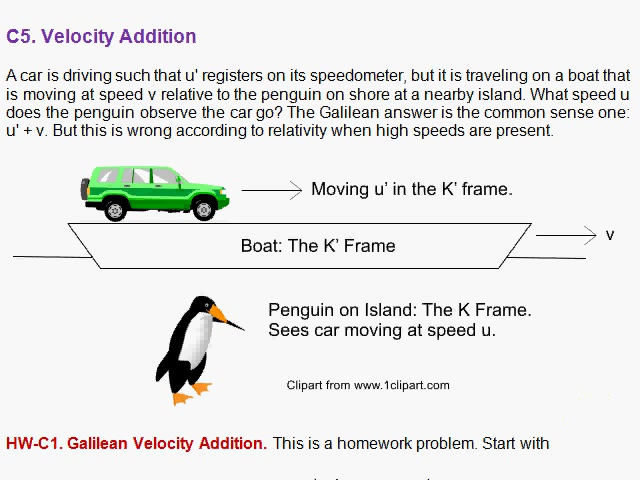 C5. Velocity Addition
A car is driving such that u' registers on its speedometer, but it is traveling on a boat that
is moving at speed v relative to the penguin on shore at a nearby island. What speed u
does the penguin observe the car go? The Galilean answer is the common sense one:
u' + v. But this is wrong according to relativity when high speeds are present.
Moving u’ in the K’ frame.
Boat: The K’ Frame
v
Penguin on Island: The K Frame.
Sees car moving at speed u.
Clipart from www.1clipart.com
HW-C1. Galilean Velocity Addition. This is a homework problem. Start with